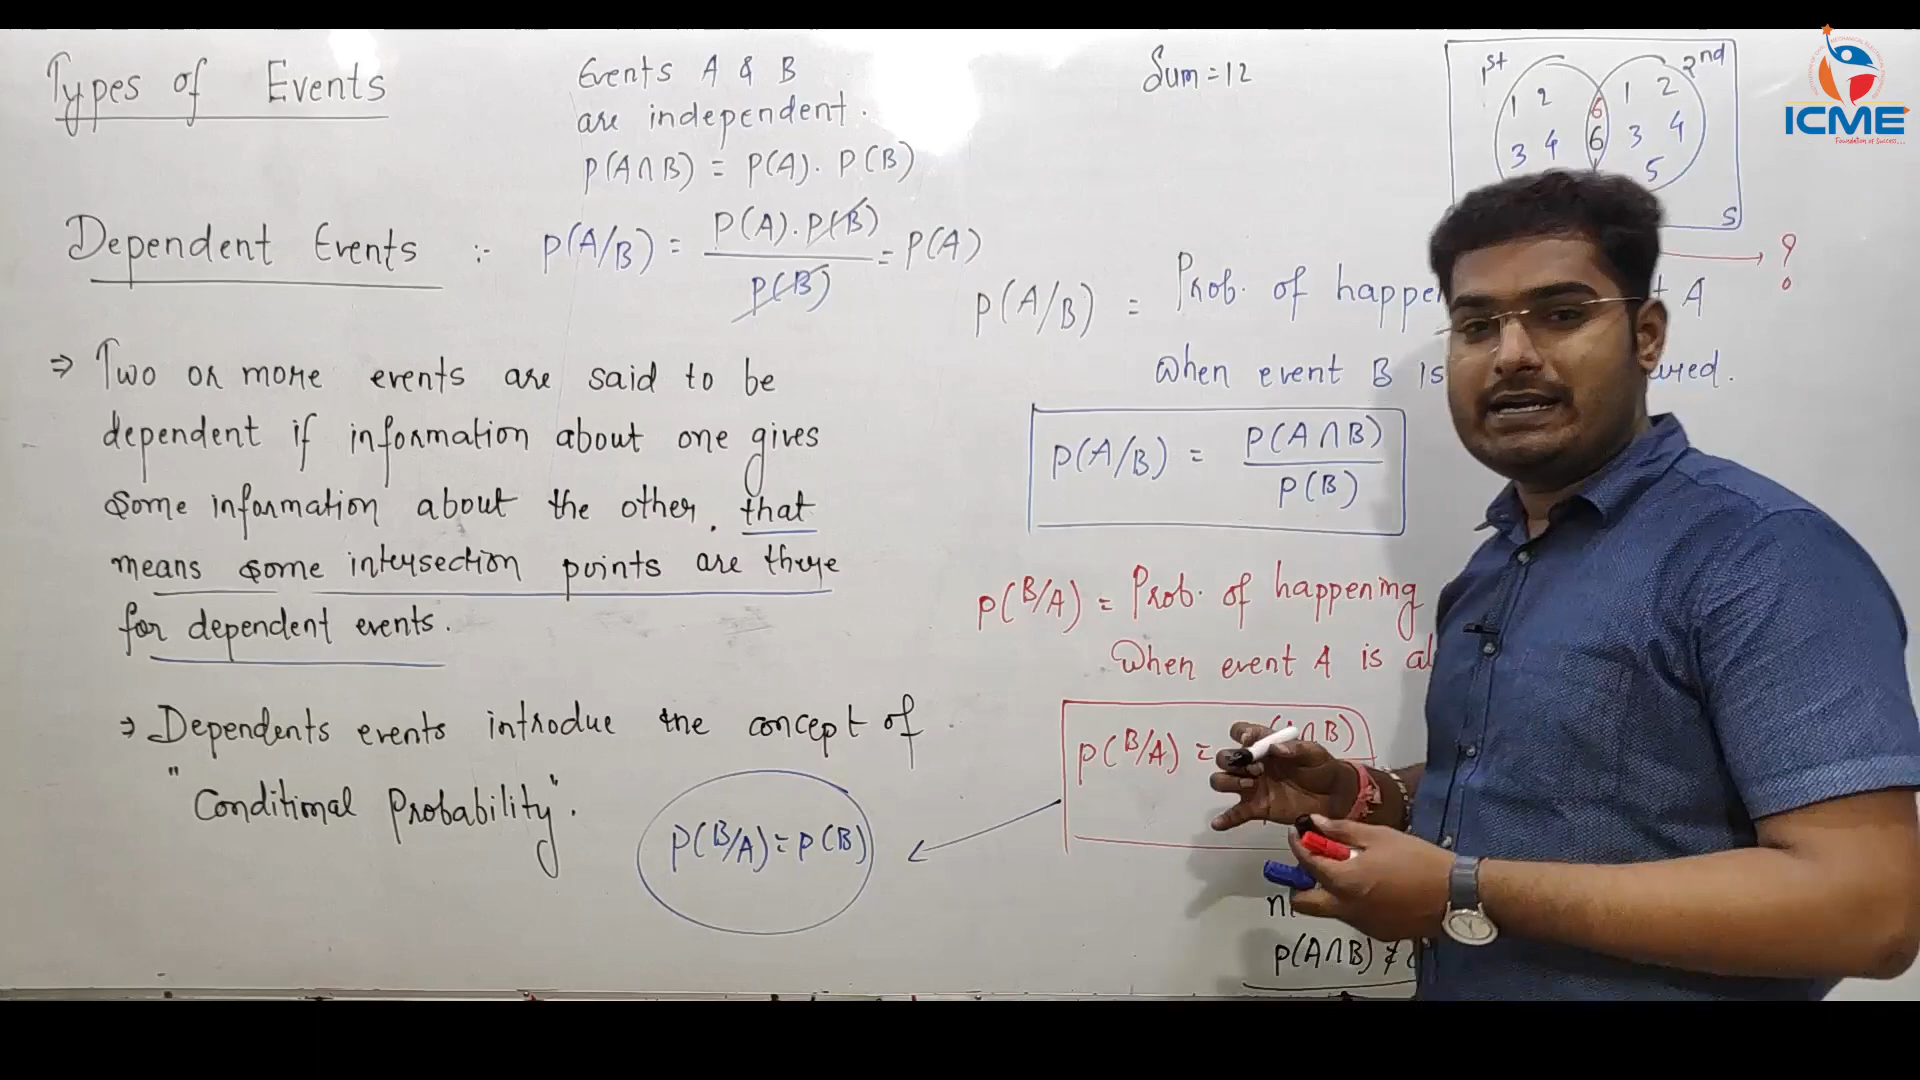 Types of Events
Events A & B
are independent.
P(A∩B) = P(A). P(B)
Sum = 12
1st
2nd
1 2
3 4
6
6
1 2
3 4
5
S
?
ICME
Foundation of Success...
Dependent Events :-
P(A/B) = P(A).P(B) / P(B) = P(A)
⇒ Two or more events are said to be
dependent if information about one gives
some information about the other, that
means some intersection points are there
for dependent events.
→ Dependents events introdue the concept of
"Conditional Probability".
P(B/A) = P(B)
P(A/B) = Prob. of A
When event B is
P(A/B) = P(A∩B) / P(B)
P(B/A) = Prob. of happening
When event A is
P(B/A) = ∩B)
P(A∩B) ≠